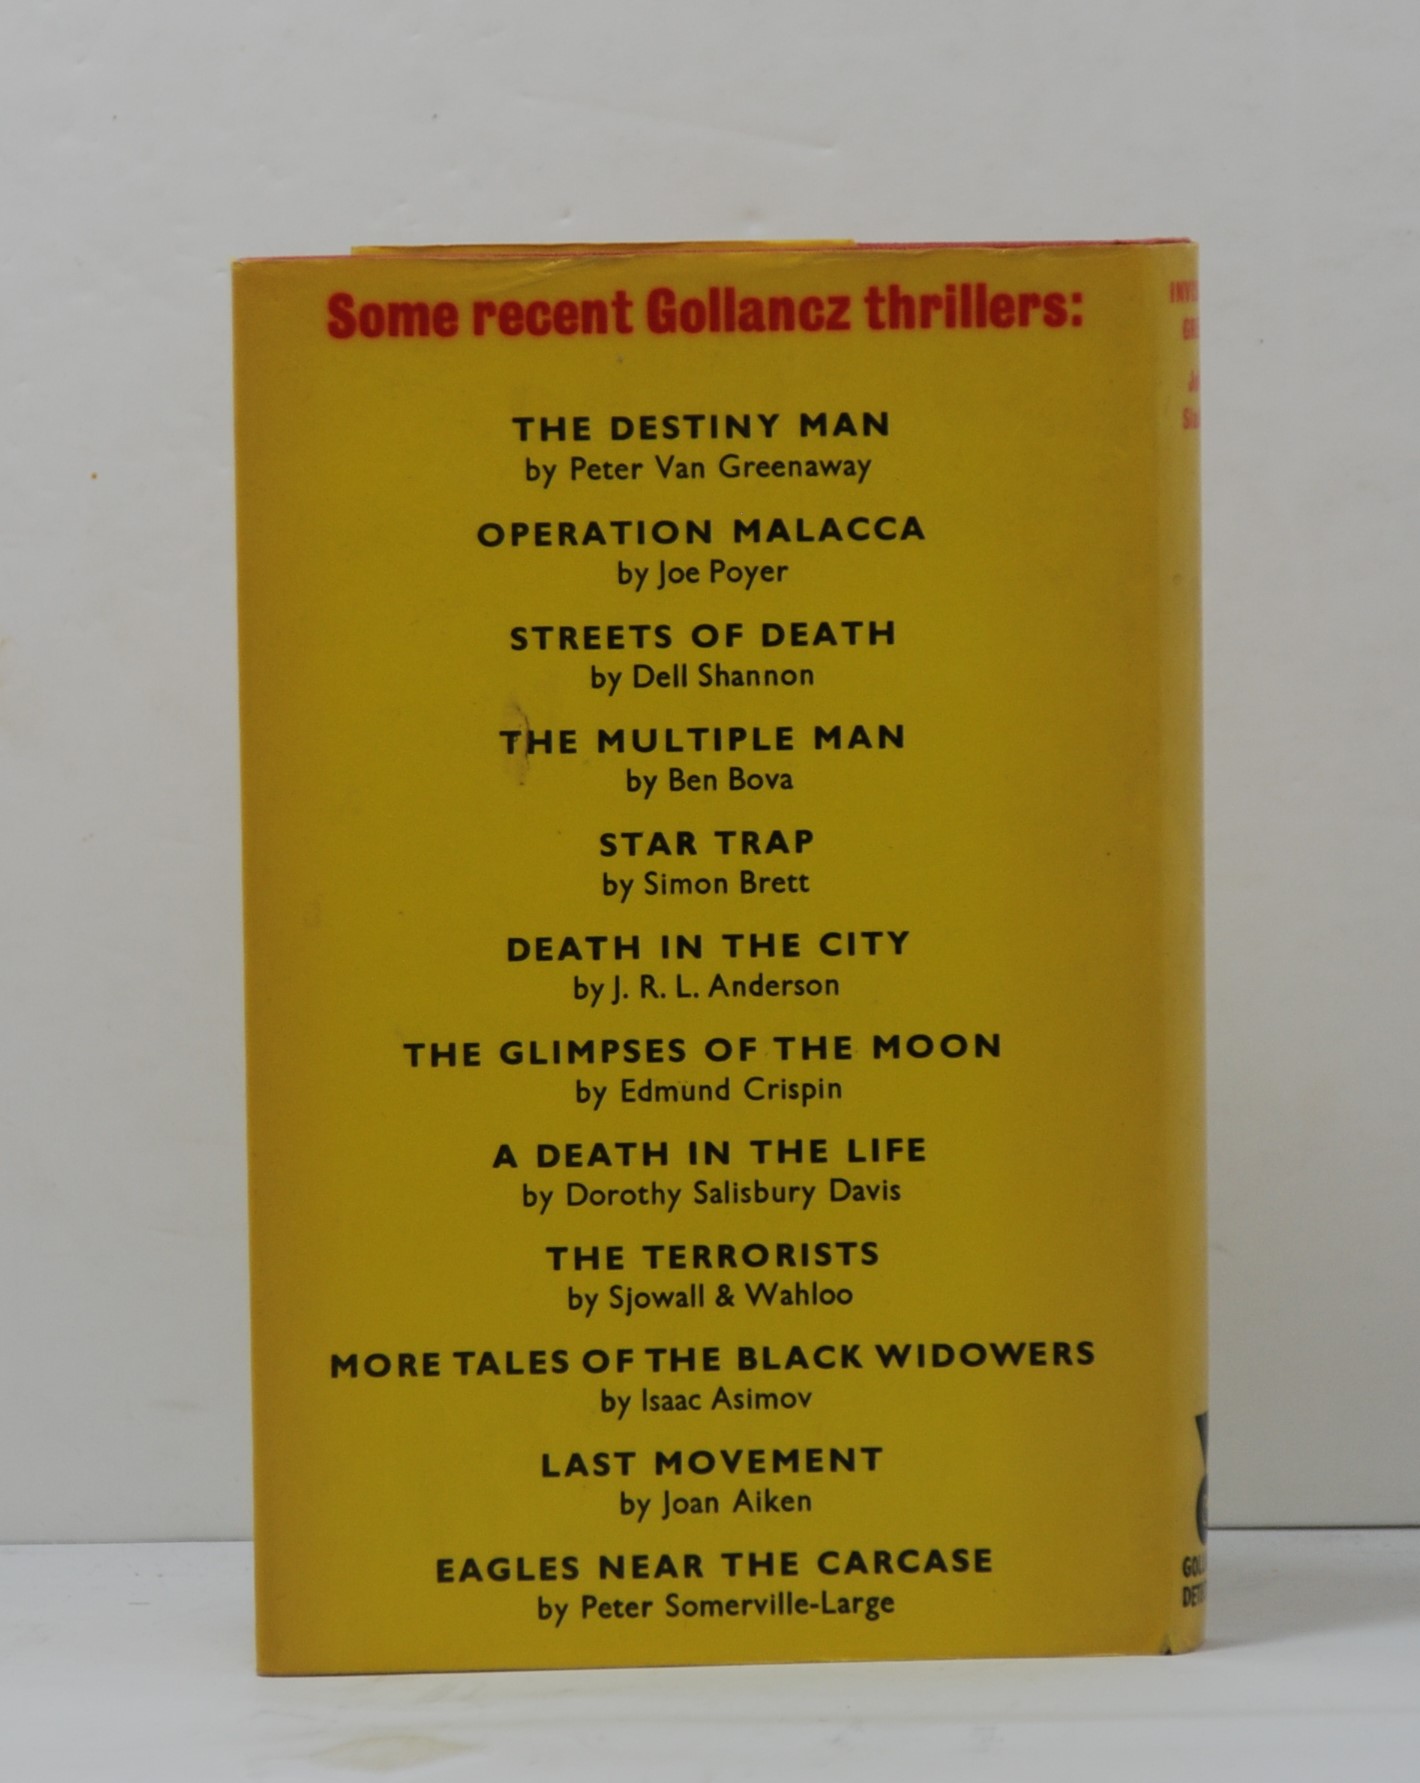 Some recent Gollancz thrillers:
THE DESTINY MAN
by Peter Van Greenaway
OPERATION MALACCA
by Joe Poyer
STREETS OF DEATH
by Dell Shannon
THE MULTIPLE MAN
by Ben Bova
STAR TRAP
by Simon Brett
DEATH IN THE CITY
by J. R. L. Anderson
THE GLIMPSES OF THE MOON
by Edmund Crispin
A DEATH IN THE LIFE
by Dorothy Salisbury Davis
THE TERRORISTS
by Sjowall & Wahloo
MORE TALES OF THE BLACK WIDOWERS
by Isaac Asimov
LAST MOVEMENT
by Joan Aiken
EAGLES NEAR THE CARCASE
by Peter Somerville-Large